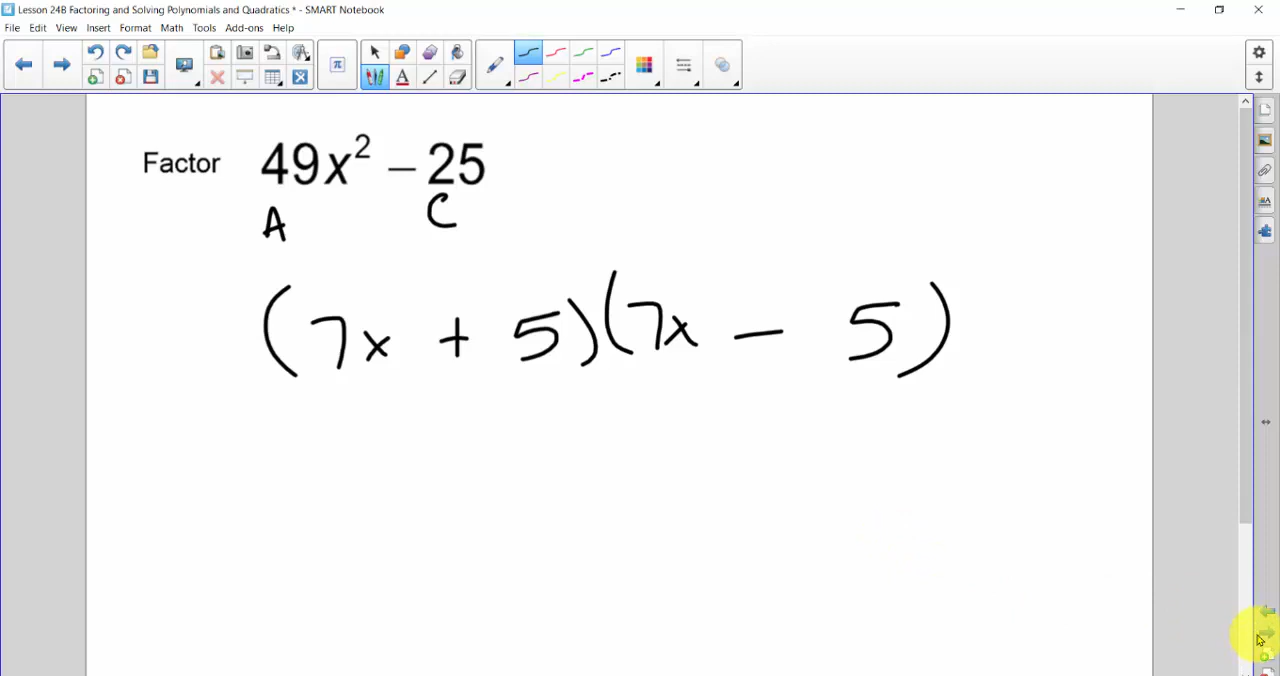 Lesson 24B Factoring and Solving Polynomials and Quadratics * - SMART Notebook
File Edit View Insert Format Math Tools Add-ons Help
Factor 49x² – 25
A C
(7x + 5)(7x – 5)